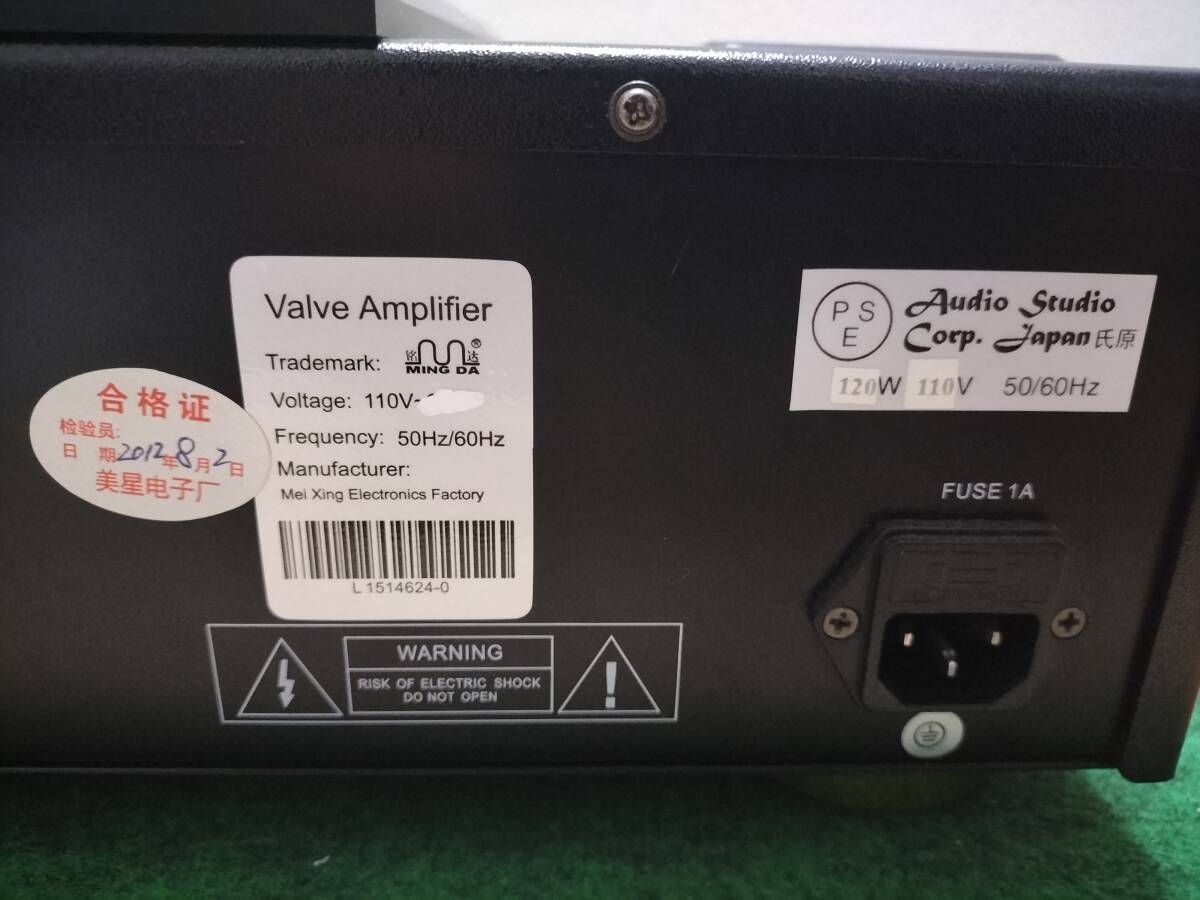 Valve Amplifier
Trademark: 铭 达 ®
MING DA
Voltage: 110V~
Frequency: 50Hz/60Hz
Manufacturer:
Mei Xing Electronics Factory
L 1514624-0
合格证
检验员:
日 期2012年8月2日
美星电子厂
P S
E
Audio Studio
Corp. Japan 氏原
120W 110V 50/60Hz
FUSE 1A
WARNING
RISK OF ELECTRIC SHOCK
DO NOT OPEN